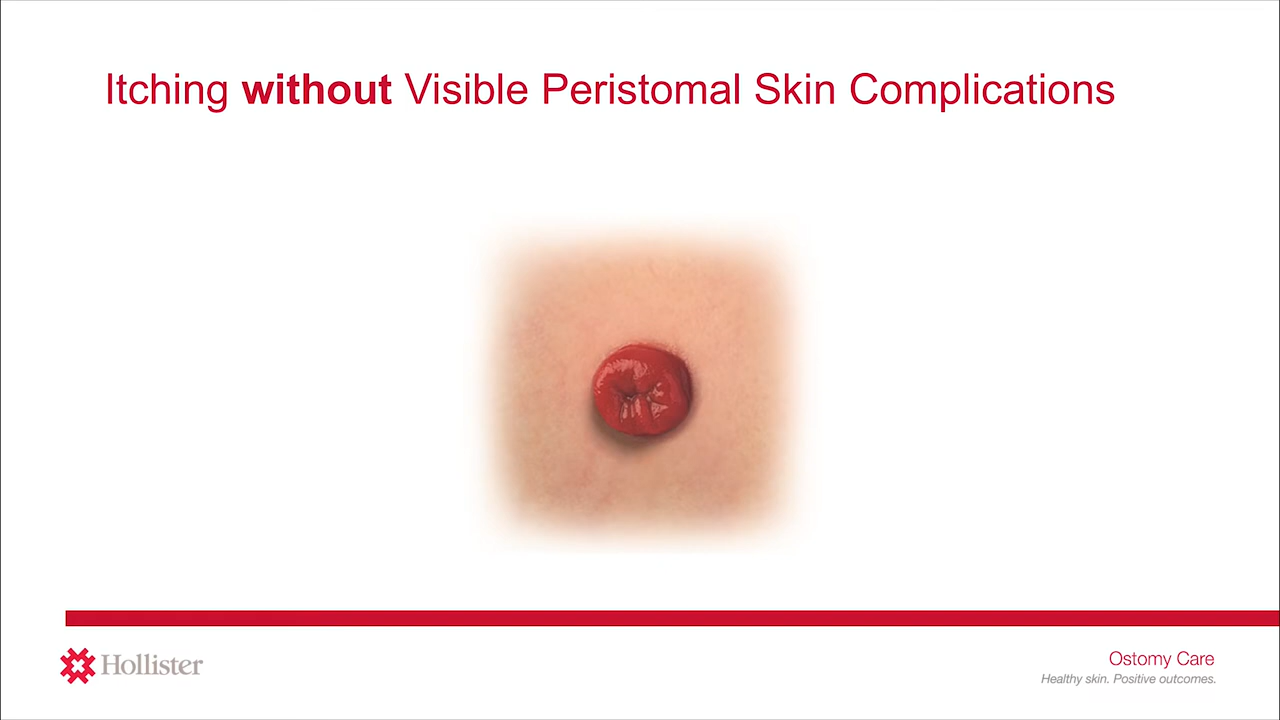 Itching without Visible Peristomal Skin Complications
Hollister
Ostomy Care
Healthy skin. Positive outcomes.